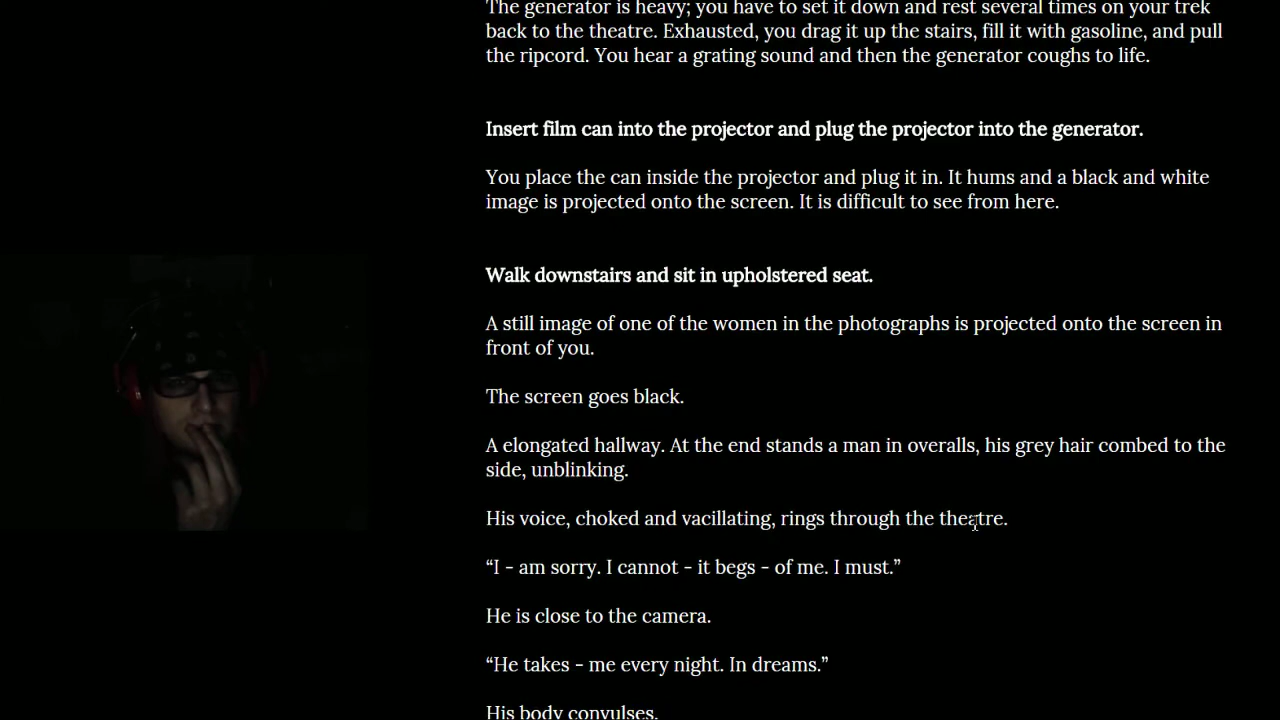 The generator is heavy; you have to set it down and rest several times on your trek
back to the theatre. Exhausted, you drag it up the stairs, fill it with gasoline, and pull
the ripcord. You hear a grating sound and then the generator coughs to life.
Insert film can into the projector and plug the projector into the generator.
You place the can inside the projector and plug it in. It hums and a black and white
image is projected onto the screen. It is difficult to see from here.
Walk downstairs and sit in upholstered seat.
A still image of one of the women in the photographs is projected onto the screen in
front of you.
The screen goes black.
A elongated hallway. At the end stands a man in overalls, his grey hair combed to the
side, unblinking.
His voice, choked and vacillating, rings through the theatre.
“I - am sorry. I cannot - it begs - of me. I must.”
He is close to the camera.
“He takes - me every night. In dreams.”
His body convulses.